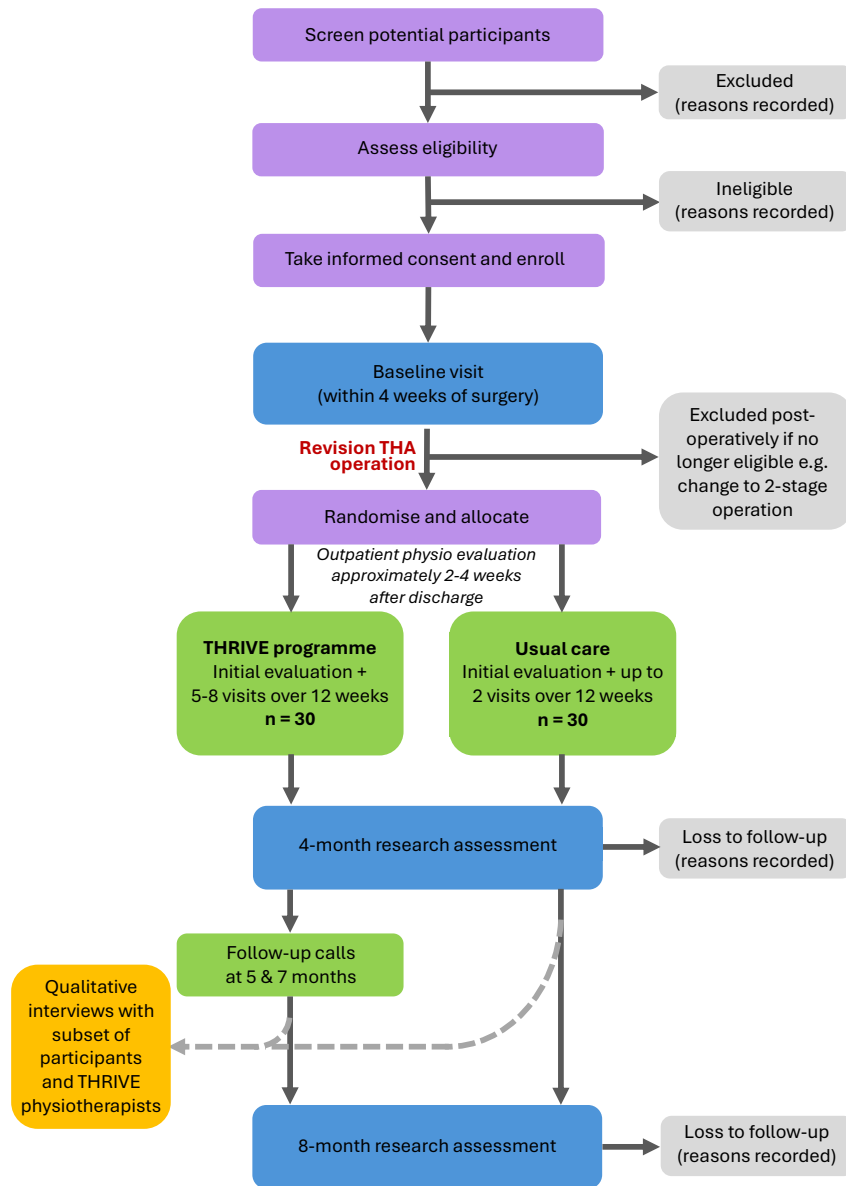 Screen potential participants
Excluded
(reasons recorded)
Assess eligibility
Ineligible
(reasons recorded)
Take informed consent and enroll
Baseline visit
(within 4 weeks of surgery)
Revision THA
operation
Excluded post-
operatively if no
longer eligible e.g.
change to 2-stage
operation
Randomise and allocate
Outpatient physio evaluation
approximately 2-4 weeks
after discharge
THRIVE programme
Initial evaluation +
5-8 visits over 12 weeks
n = 30
Usual care
Initial evaluation + up to
2 visits over 12 weeks
n = 30
4-month research assessment
Loss to follow-up
(reasons recorded)
Follow-up calls
at 5 & 7 months
Qualitative
interviews with
subset of
participants
and THRIVE
physiotherapists
8-month research assessment
Loss to follow-up
(reasons recorded)